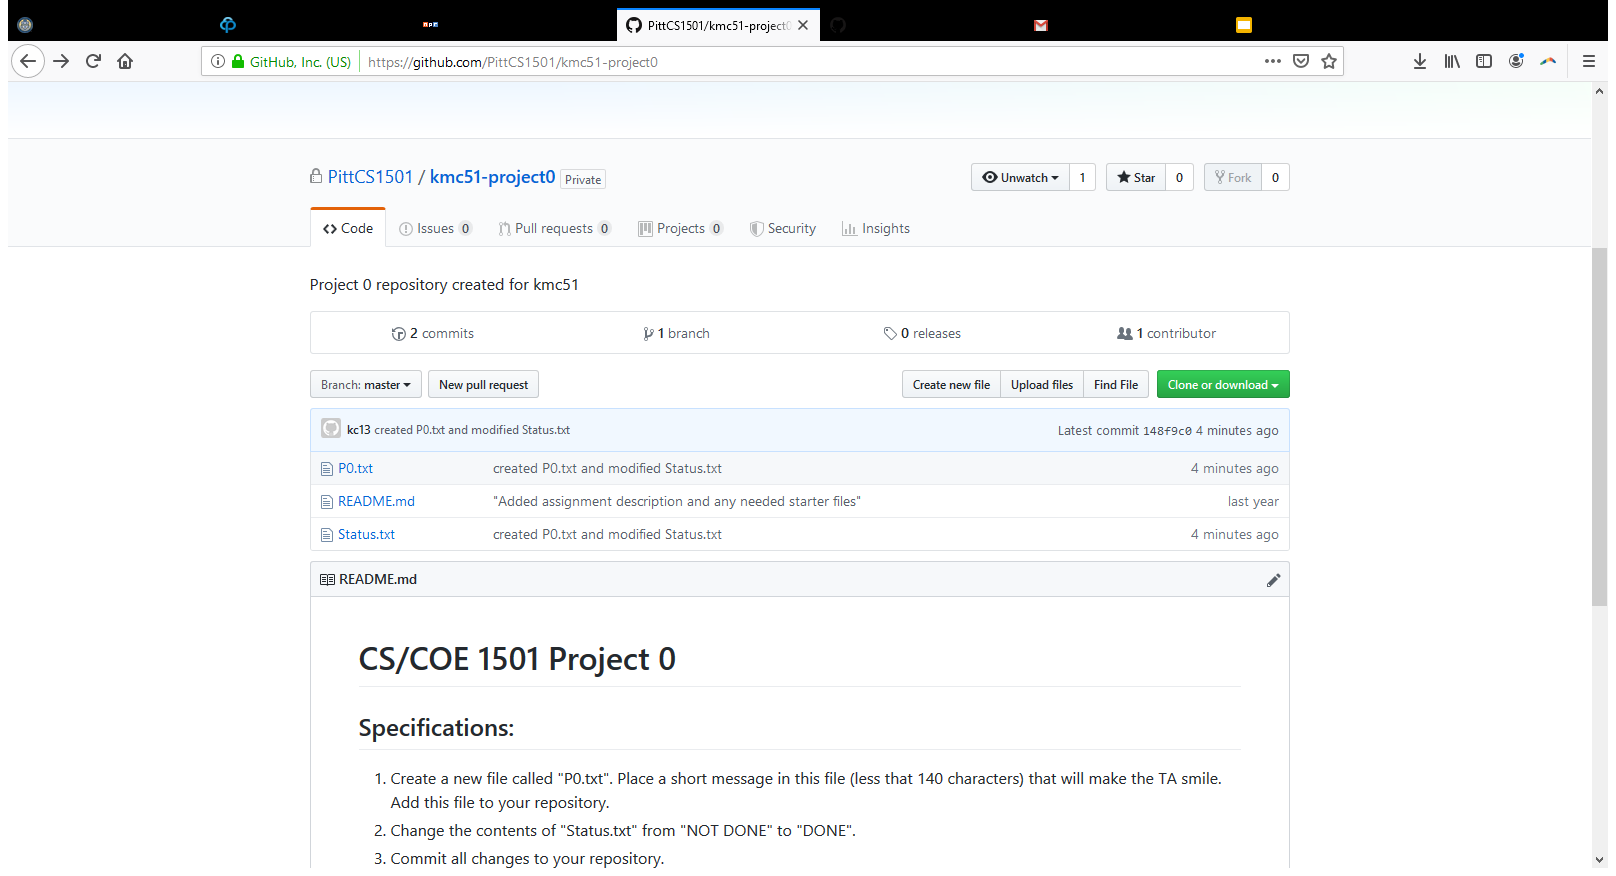 PittCS1501/kmc51-project0
GitHub, Inc. (US) https://github.com/PittCS1501/kmc51-project0
PittCS1501 / kmc51-project0 Private
Unwatch 1 Star 0 Fork 0
Code Issues 0 Pull requests 0 Projects 0 Security Insights
Project 0 repository created for kmc51
2 commits 1 branch 0 releases 1 contributor
Branch: master New pull request Create new file Upload files Find File Clone or download
kc13 created P0.txt and modified Status.txt Latest commit 148f9c0 4 minutes ago
P0.txt created P0.txt and modified Status.txt 4 minutes ago
README.md "Added assignment description and any needed starter files" last year
Status.txt created P0.txt and modified Status.txt 4 minutes ago
README.md
CS/COE 1501 Project 0
Specifications:
1. Create a new file called "P0.txt". Place a short message in this file (less that 140 characters) that will make the TA smile.
Add this file to your repository.
2. Change the contents of "Status.txt" from "NOT DONE" to "DONE".
3. Commit all changes to your repository.